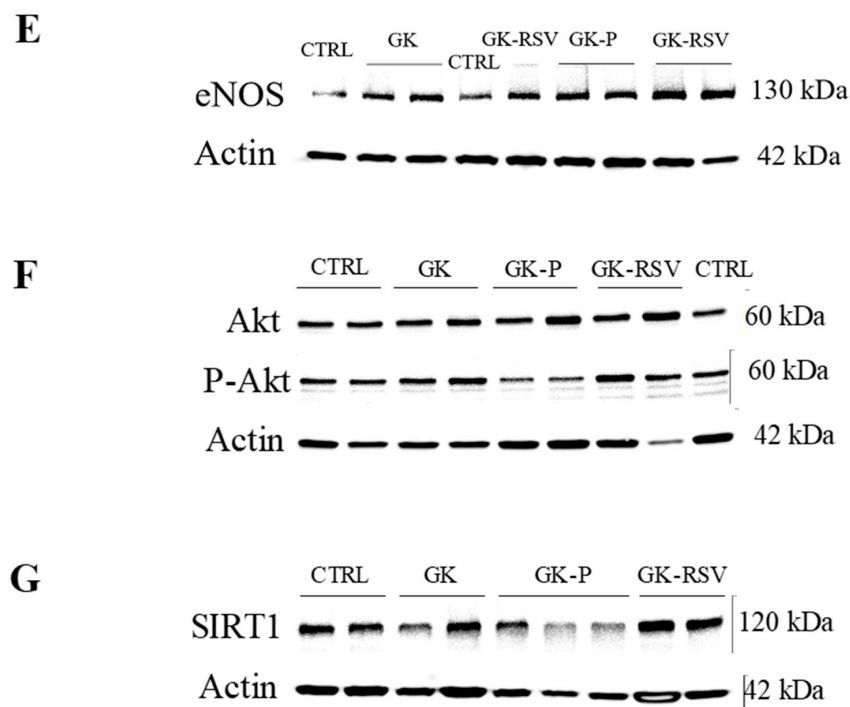 E
CTRL GK CTRL GK-RSV GK-P GK-RSV
eNOS 130 kDa
Actin 42 kDa
F
CTRL GK GK-P GK-RSV CTRL
Akt 60 kDa
P-Akt 60 kDa
Actin 42 kDa
G
CTRL GK GK-P GK-RSV
SIRT1 120 kDa
Actin 42 kDa